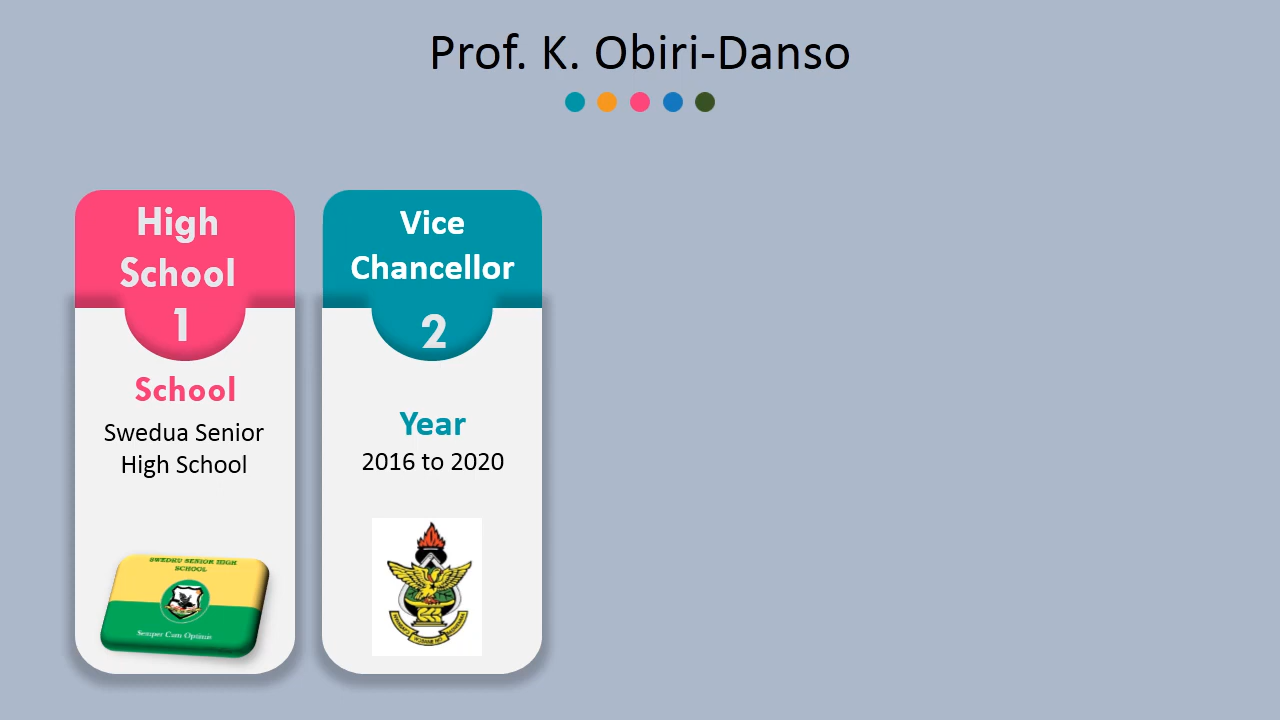 Prof. K. Obiri-Danso
High
School
1
School
Swedua Senior
High School
SWEDRU SENIOR HIGH
SCHOOL
Semper Cum Optimis
Vice
Chancellor
2
Year
2016 to 2020